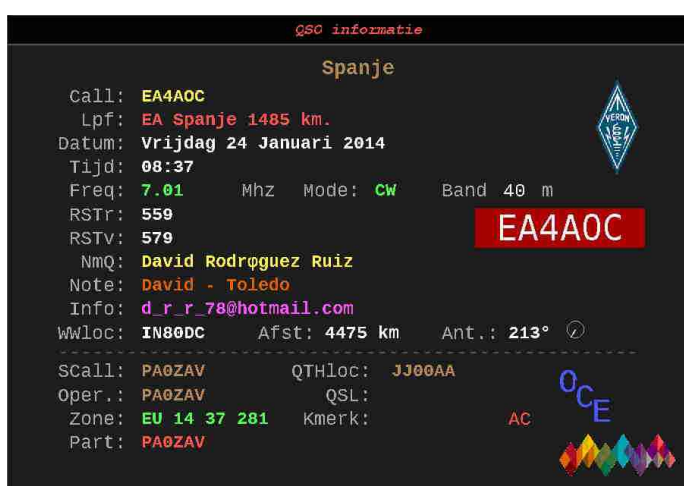 QSO informatie
Spanje
Call: EA4AOC
Lpf: EA Spanje 1485 km.
Datum: Vrijdag 24 Januari 2014
Tijd: 08:37
Freq: 7.01 Mhz Mode: CW Band 40 m
RSTr: 559
RSTv: 579
EA4AOC
NmQ: David Rodrφguez Ruiz
Note: David - Toledo
Info: d_r_r_78@hotmail.com
WWloc: IN80DC Afst: 4475 km Ant.: 213°
SCall: PA0ZAV QTHloc: JJ00AA
Oper.: PA0ZAV QSL:
Zone: EU 14 37 281 Kmerk: AC
Part: PA0ZAV
VERON
OCE